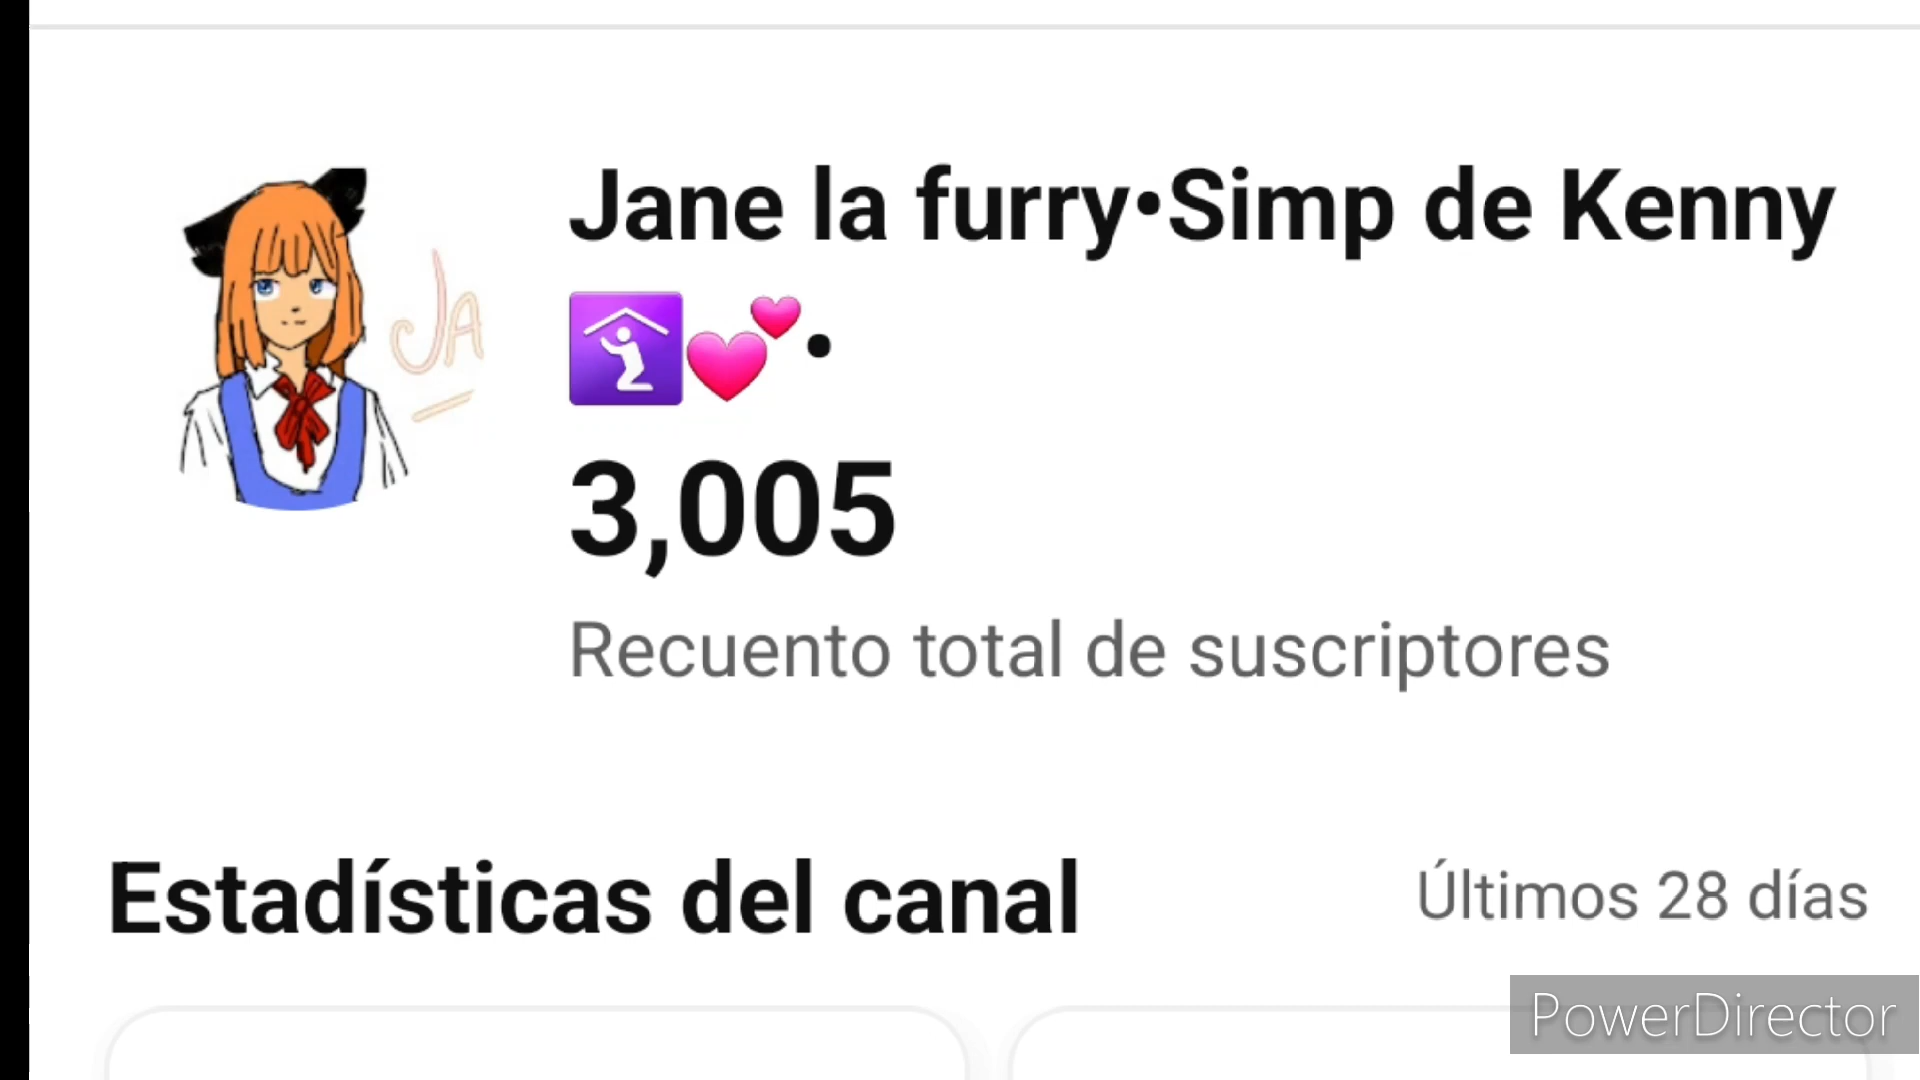 Jane la furry•Simp de Kenny
🛐💕•
JA
3,005
Recuento total de suscriptores
Estadísticas del canal
Últimos 28 días
PowerDirector